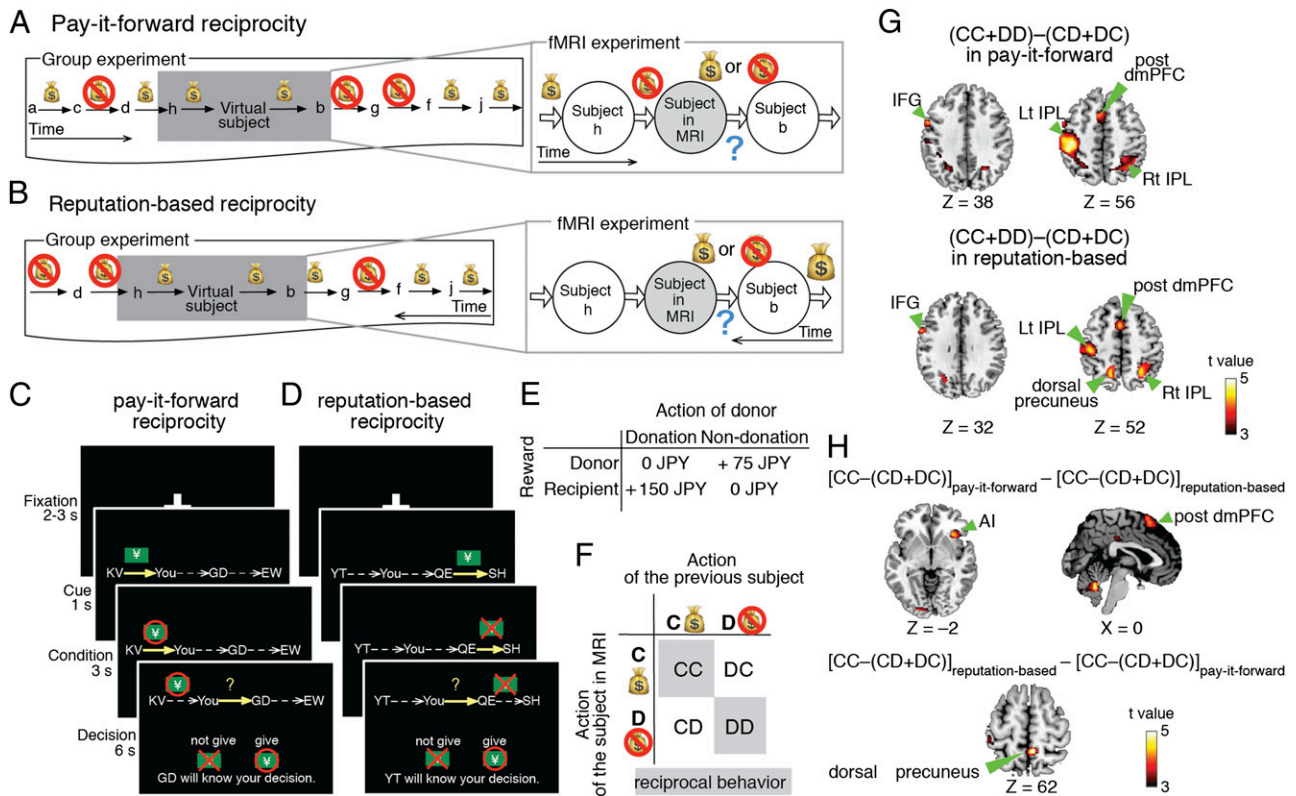 A Pay-it-forward reciprocity
Group experiment
a c d h Virtual subject b g f j
Time
fMRI experiment
$ or $
Subject h
Subject in MRI
Subject b
Time
?
B Reputation-based reciprocity
Group experiment
d h Virtual subject b g f j
Time
fMRI experiment
$ or $
Subject h
Subject in MRI
Subject b
?
Time
C pay-it-forward reciprocity
D reputation-based reciprocity
Fixation
2-3 s
Cue
1 s
Condition
3 s
Decision
6 s
¥
KV You GD EW
¥
KV You GD EW
¥ ?
KV You GD EW
not give give
¥
GD will know your decision.
¥
YT You QE SH
YT You QE SH
?
YT You QE SH
not give give
¥
YT will know your decision.
E
Action of donor
Donation Non-donation
Reward
Donor 0 JPY + 75 JPY
Recipient +150 JPY 0 JPY
F
Action
of the previous subject
C $ D $
Action
of the subject in MRI
C $
D $
CC DC
CD DD
reciprocal behavior
G
(CC+DD)–(CD+DC)
in pay-it-forward
IFG
post dmPFC
Lt IPL
Rt IPL
Z = 38
Z = 56
(CC+DD)–(CD+DC)
in reputation-based
IFG
post dmPFC
Lt IPL
dorsal
precuneus
Rt IPL
Z = 32
Z = 52
t value
5
3
H
[CC–(CD+DC)]pay-it-forward – [CC–(CD+DC)]reputation-based
AI
post dmPFC
Z = –2
X = 0
[CC–(CD+DC)]reputation-based – [CC–(CD+DC)]pay-it-forward
dorsal precuneus
Z = 62
t value
5
3